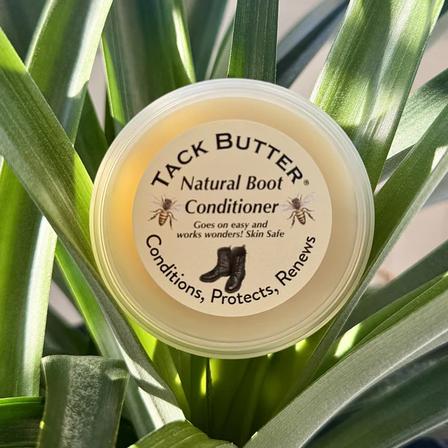 TACK BUTTER®
Natural Boot
Conditioner
Goes on easy and
works wonders! Skin Safe
Conditions, Protects, Renews